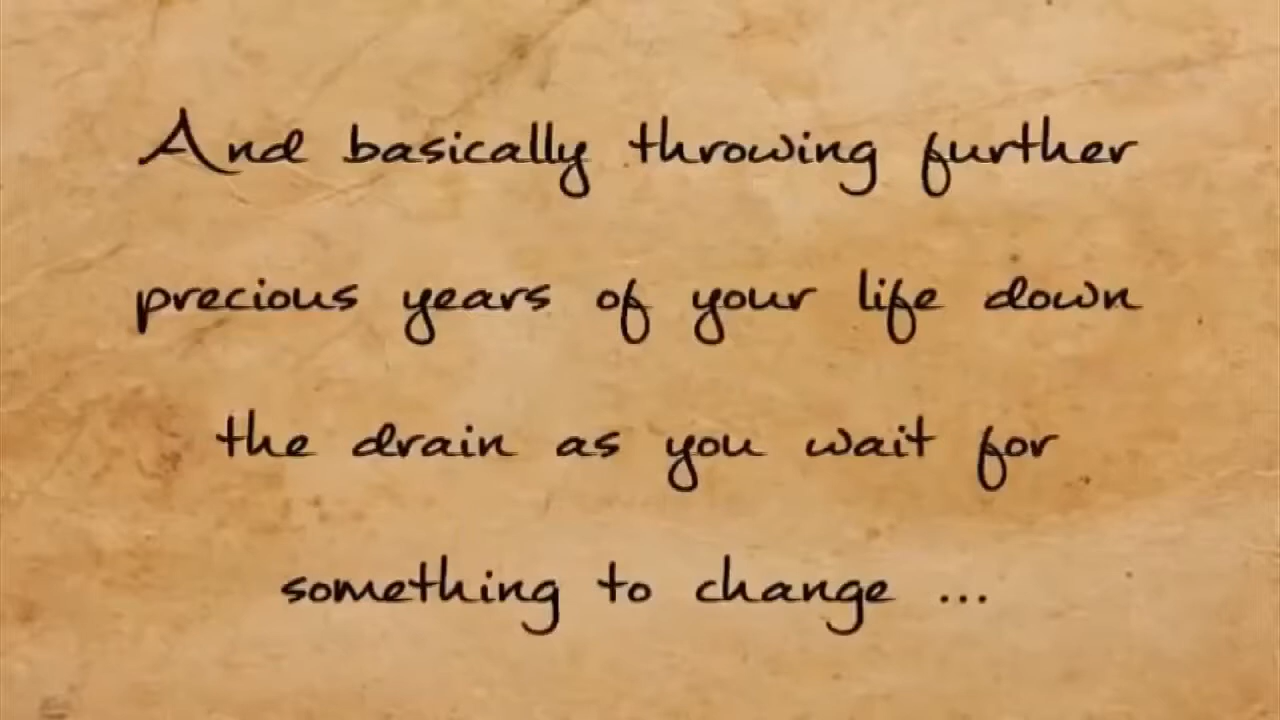 And basically throwing further
precious years of your life down
the drain as you wait for
something to change ...